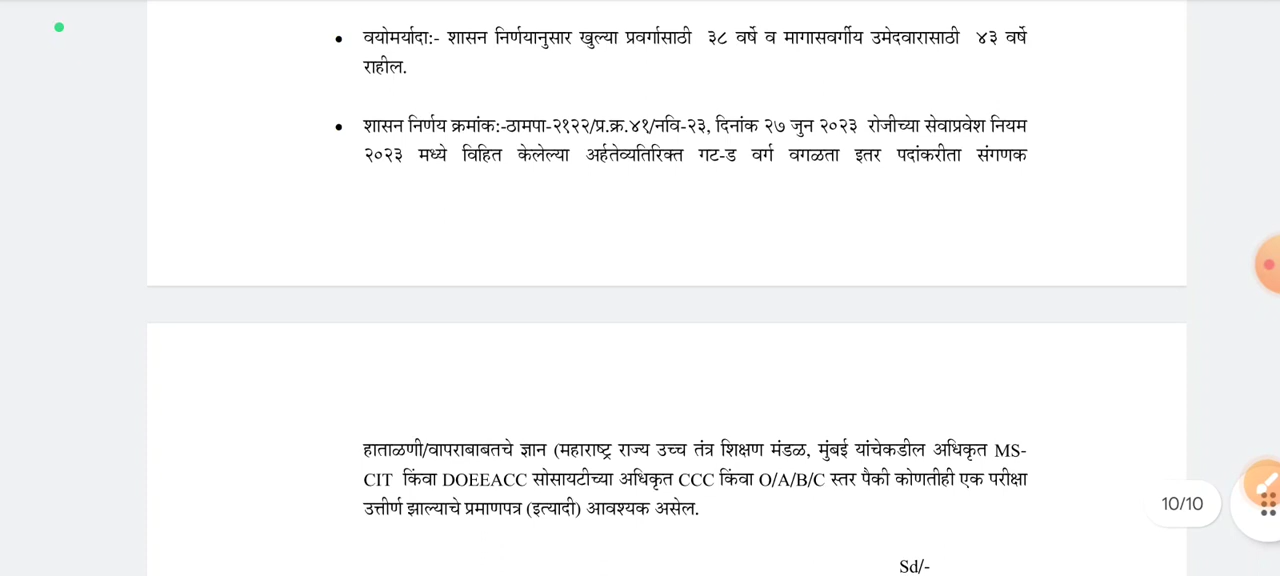 • वयोमर्यादा:- शासन निर्णयानुसार खुल्या प्रवर्गासाठी ३८ वर्षे व मागासवर्गीय उमेदवारासाठी ४३ वर्षे
राहील.
• शासन निर्णय क्रमांक:-ठामपा-२१२२/प्र.क्र.४१/नवि-२३, दिनांक २७ जुन २०२३ रोजीच्या सेवाप्रवेश नियम
२०२३ मध्ये विहित केलेल्या अर्हतेव्यतिरिक्त गट-ड वर्ग वगळता इतर पदांकरीता संगणक
हाताळणी/वापराबाबतचे ज्ञान (महाराष्ट्र राज्य उच्च तंत्र शिक्षण मंडळ, मुंबई यांचेकडील अधिकृत MS-
CIT किंवा DOEEACC सोसायटीच्या अधिकृत CCC किंवा O/A/B/C स्तर पैकी कोणतीही एक परीक्षा
उत्तीर्ण झाल्याचे प्रमाणपत्र (इत्यादी) आवश्यक असेल.
10/10
Sd/-